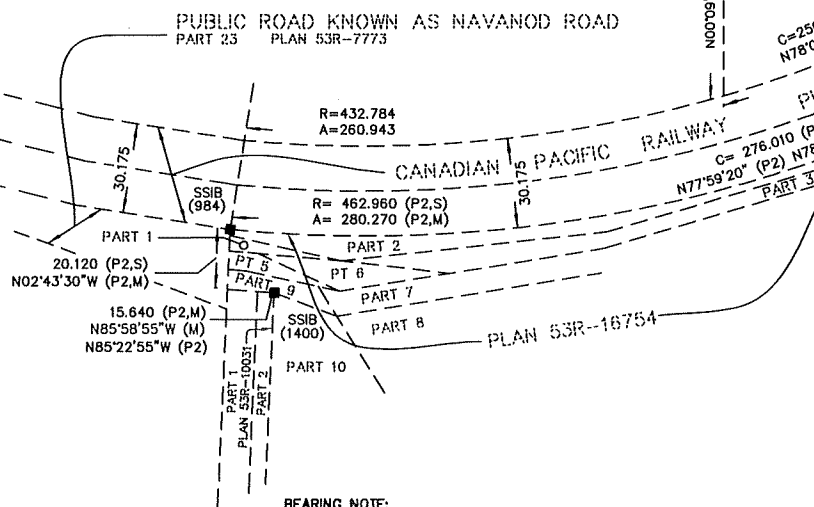 PUBLIC ROAD KNOWN AS NAVANOD ROAD
PART 23 PLAN 53R-7773
R=432.784
A=260.943
30.175
CANADIAN PACIFIC RAILWAY
30.175
SSIB
(984)
R= 462.960 (P2,S)
A= 280.270 (P2,M)
C= 276.010
N77°59'20" (P2) N78
PART 3
PART 1
PART 2
20.120 (P2,S)
N02°43'30"W (P2,M)
PT 5
PT 6
PART 9
PART 7
15.640 (P2,M)
N85°58'55"W (M)
N85°22'55"W (P2)
SSIB
(1400)
PART 8
PLAN 53R--16754
PART 10
PART 1
PLAN 53R-10031
PART 2
BEARING NOTE: